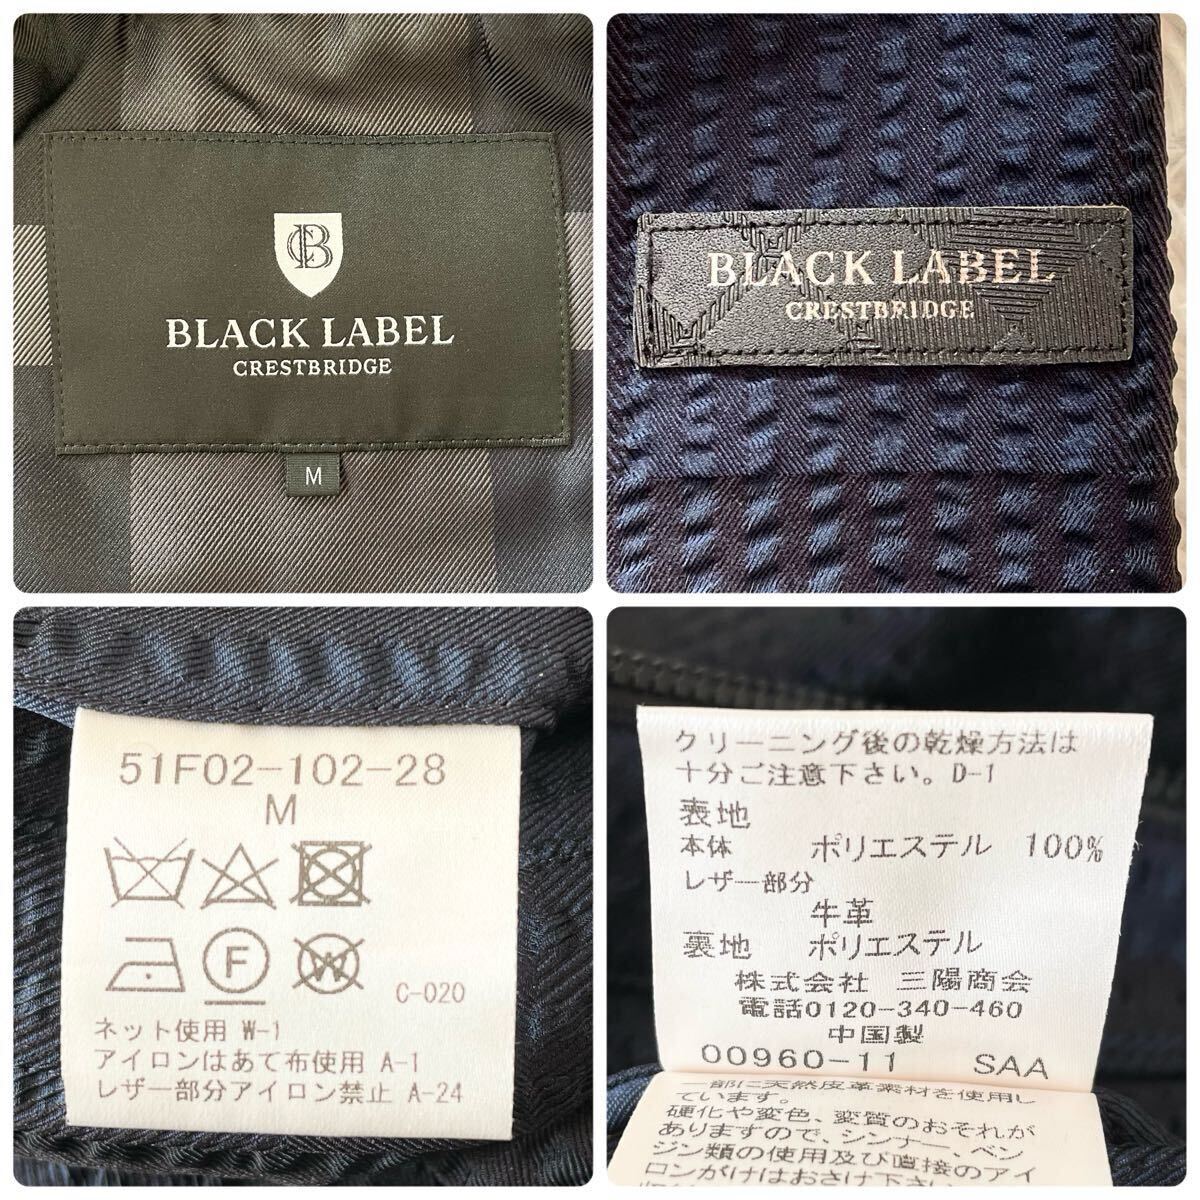 CB
BLACK LABEL
CRESTBRIDGE
M
BLACK LABEL
CRESTBRIDGE
51F02-102-28
M
F
W
C-020
ネット使用 W-1
アイロンはあて布使用 A-1
レザー部分アイロン禁止 A-24
クリーニング後の乾燥方法は
十分ご注意下さい。D-1
表地
本体 ポリエステル 100%
レザー部分
牛革
裏地 ポリエステル
株式会社 三陽商会
電話0120-340-460
中国製
00960-11 SAA
一部に天然皮革素材を使用し
ています。
硬化や変色、変質のおそれが
ありますので、シンナー、ベン
ジン類の使用及び直接のアイ
ロンがけはおさけ下さい